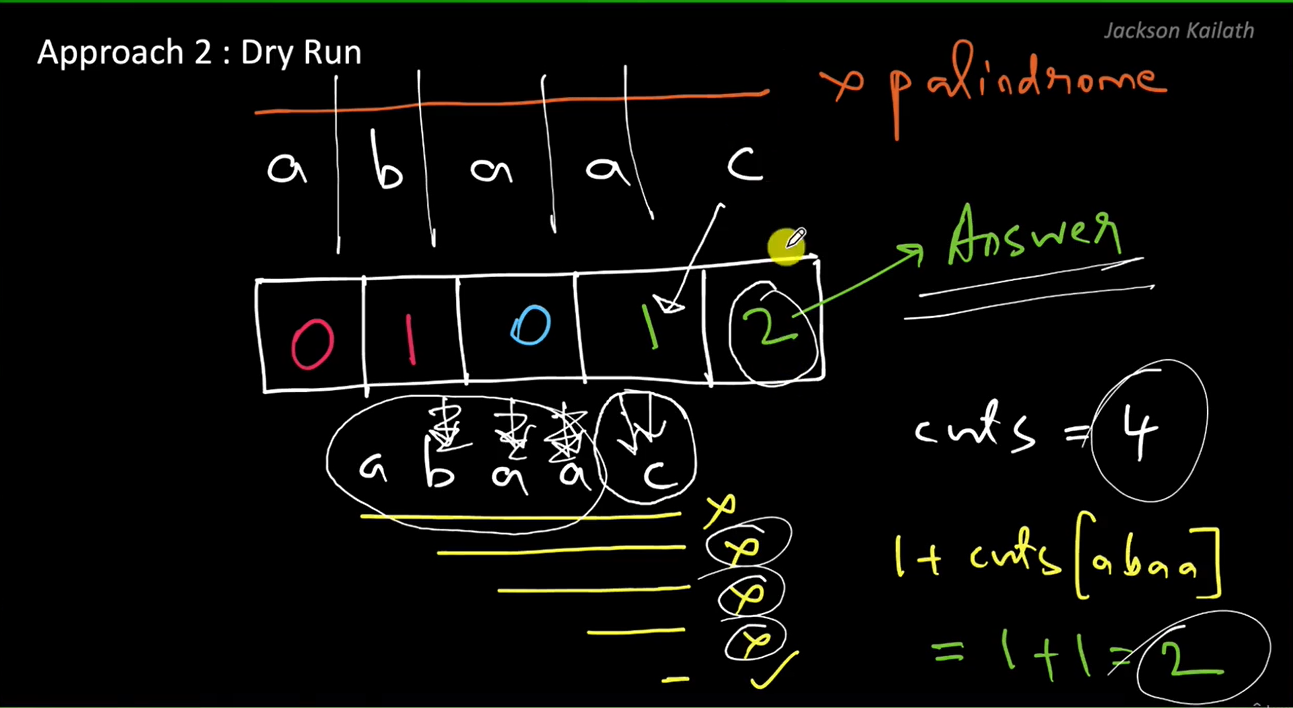 Jackson Kailath
Approach 2 : Dry Run
x palindrome
a b a a c
Answer
0 1 0 1 2
cuts = 4
a b a a c
x
x
x
x
✓
1 + cuts [abaa]
= 1 + 1 = 2